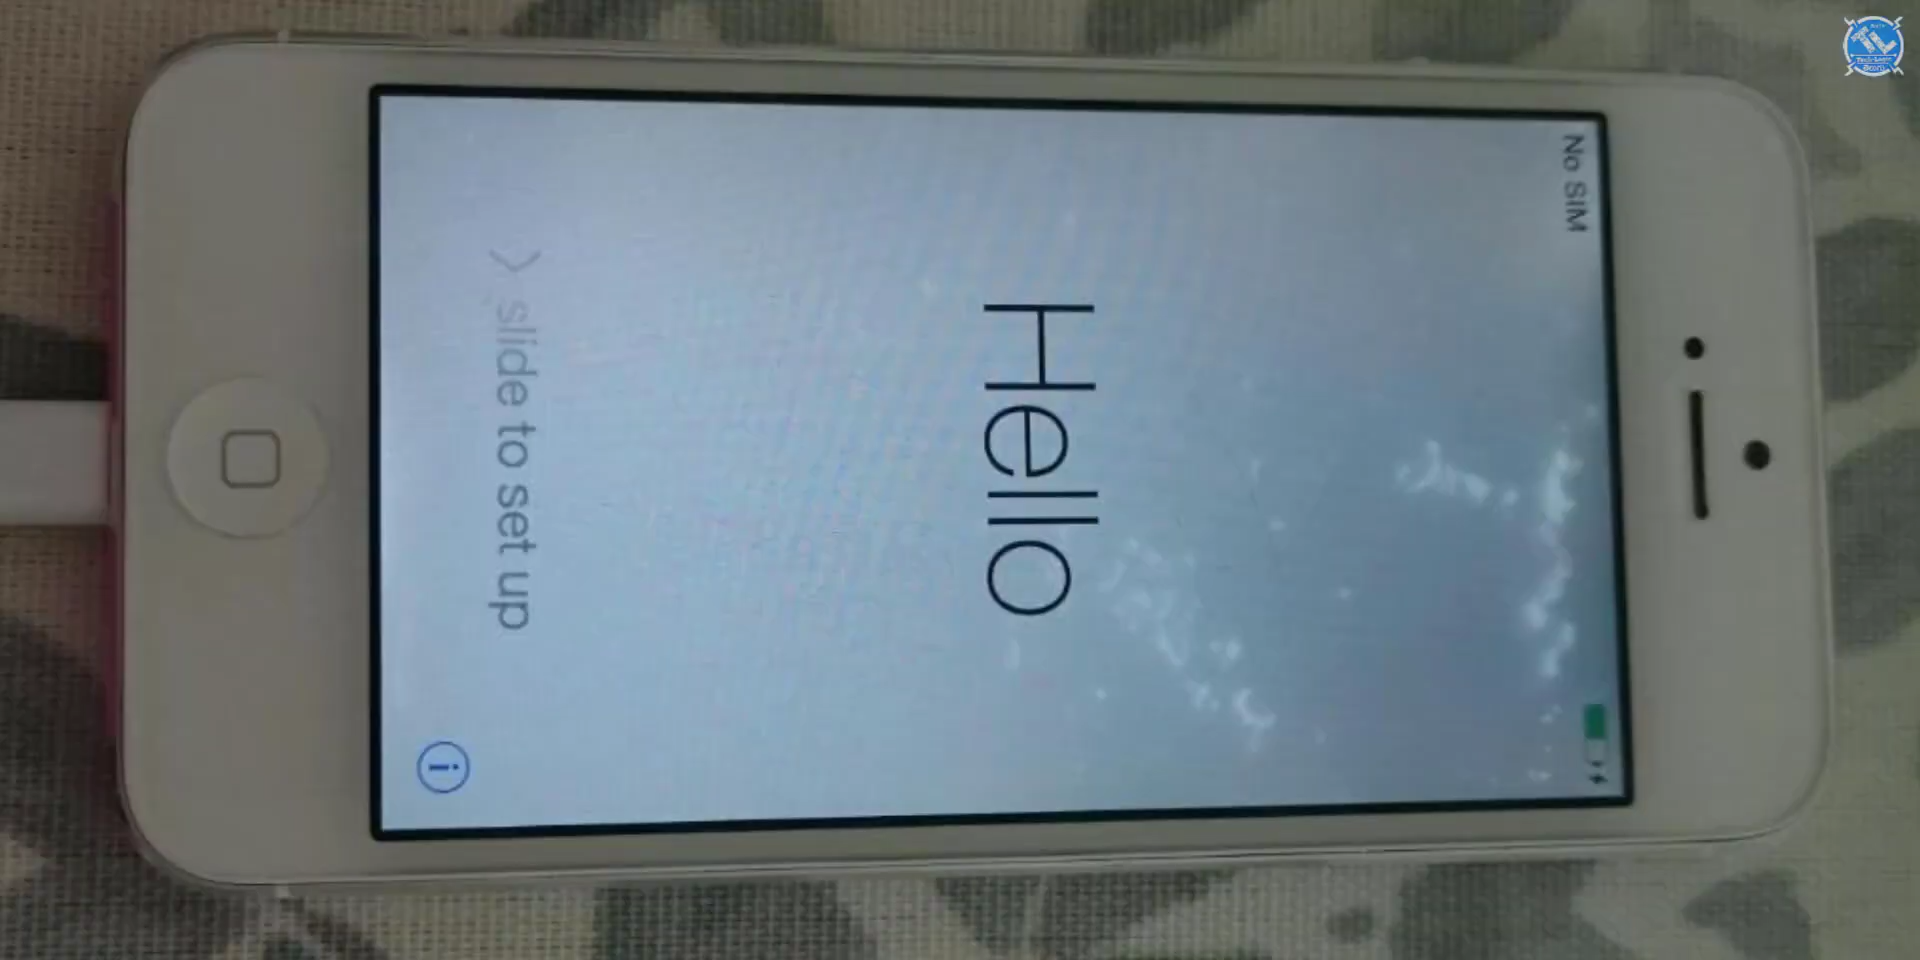 No SIM
Hello
> slide to set up
i